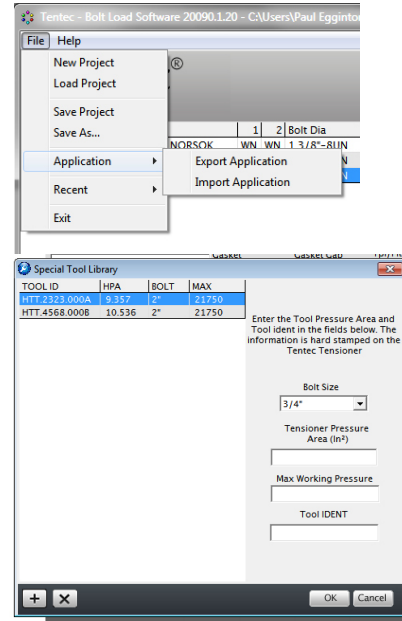 Tentec - Bolt Load Software 20090.1.20 - C:\Users\Paul Egginton
File Help
New Project
®
Load Project
Save Project
Save As...
1 2 Bolt Dia
NORSOK WN WN 1 3/8"-8UN
Application Export Application
Import Application
Recent
Exit
Gasket Gasket Gap
Special Tool Library
TOOL ID HPA BOLT MAX
HTT.2323.000A 9.357 2" 21750
HTT.4568.000B 10.536 2" 21750
Enter the Tool Pressure Area and
Tool ident in the fields below. The
information is hard stamped on the
Tentec Tensioner
Bolt Size
3/4"
Tensioner Pressure
Area (In²)
Max Working Pressure
Tool IDENT
OK Cancel